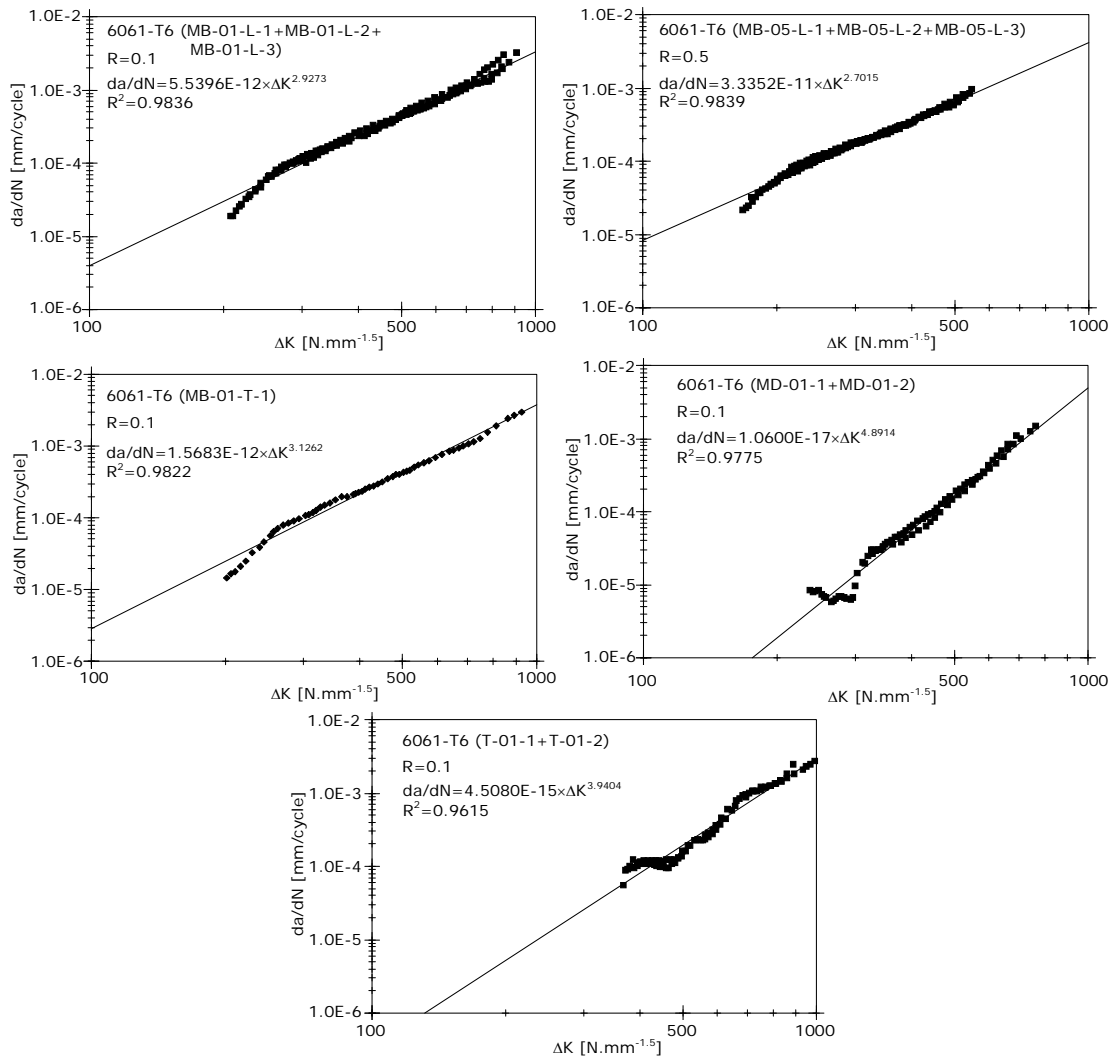 1.0E-2
1.0E-3
1.0E-4
1.0E-5
1.0E-6
da/dN [mm/cycle]
6061-T6 (MB-01-L-1+MB-01-L-2+
MB-01-L-3)
R=0.1
da/dN=5.5396E-12×ΔK^2.9273
R²=0.9836
100 500 1000
ΔK [N.mm^-1.5]
1.0E-2
1.0E-3
1.0E-4
1.0E-5
1.0E-6
da/dN [mm/cycle]
6061-T6 (MB-05-L-1+MB-05-L-2+MB-05-L-3)
R=0.5
da/dN=3.3352E-11×ΔK^2.7015
R²=0.9839
100 500 1000
ΔK [N.mm^-1.5]
1.0E-2
1.0E-3
1.0E-4
1.0E-5
1.0E-6
da/dN [mm/cycle]
6061-T6 (MB-01-T-1)
R=0.1
da/dN=1.5683E-12×ΔK^3.1262
R²=0.9822
100 500 1000
ΔK [N.mm^-1.5]
1.0E-2
1.0E-3
1.0E-4
1.0E-5
1.0E-6
da/dN [mm/cycle]
6061-T6 (MD-01-1+MD-01-2)
R=0.1
da/dN=1.0600E-17×ΔK^4.8914
R²=0.9775
100 500 1000
ΔK [N.mm^-1.5]
1.0E-2
1.0E-3
1.0E-4
1.0E-5
1.0E-6
da/dN [mm/cycle]
6061-T6 (T-01-1+T-01-2)
R=0.1
da/dN=4.5080E-15×ΔK^3.9404
R²=0.9615
100 500 1000
ΔK [N.mm^-1.5]